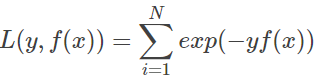 L(y, f(x)) = \sum_{i=1}^{N} exp(-yf(x))